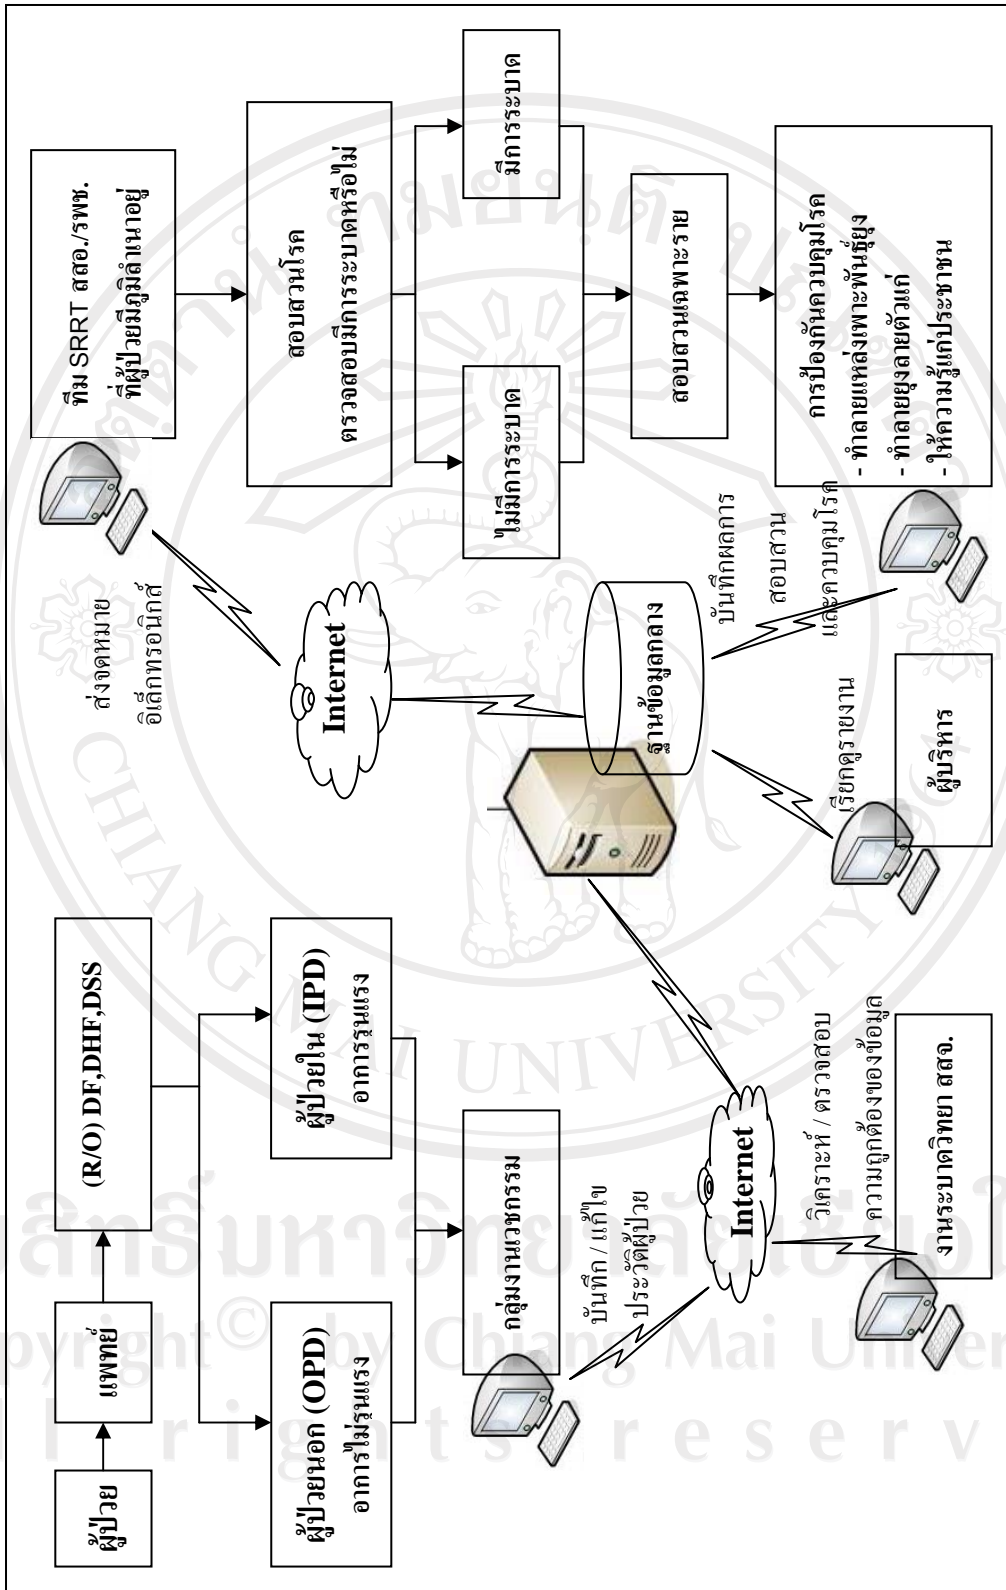 ผู้ป่วย
แพทย์
(R/O) DF,DHF,DSS
ผู้ป่วยนอก (OPD)
อาการไม่รุนแรง
ผู้ป่วยใน (IPD)
อาการรุนแรง
กลุ่มงานเวชกรรม
บันทึก / แก้ไข
ประวัติผู้ป่วย
Internet
วิเคราะห์ / ตรวจสอบ
ความถูกต้องของข้อมูล
งานระบาดวิทยา สสจ.
ฐานข้อมูลกลาง
เรียกดูรายงาน
ผู้บริหาร
Internet
ส่งจดหมาย
อิเล็กทรอนิกส์
ทีม SRRT สสอ./รพช.
ที่ผู้ป่วยมีภูมิลำเนาอยู่
สอบสวนโรค
ตรวจสอบมีการระบาดหรือไม่
ไม่มีการระบาด
มีการระบาด
สอบสวนเฉพาะราย
การป้องกันควบคุมโรค
- ทำลายแหล่งเพาะพันธุ์ยุง
- ทำลายยุงลายตัวแก่
- ให้ความรู้แก่ประชาชน
บันทึกผลการ
สอบสวน
และควบคุมโรค
CHIANG MAI UNIVERSITY 1964
by Chiang Mai